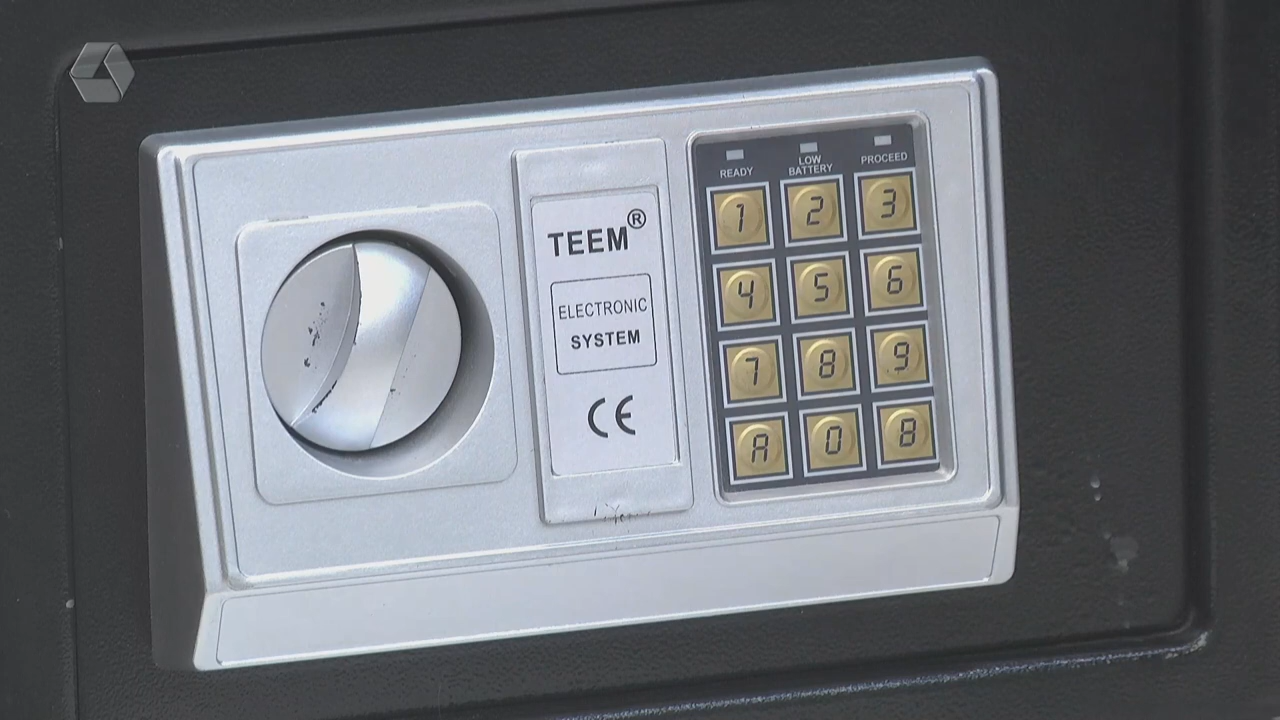 TEEM®
ELECTRONIC
SYSTEM
CE
READY LOW BATTERY PROCEED
1 2 3
4 5 6
7 8 9
A 0 B